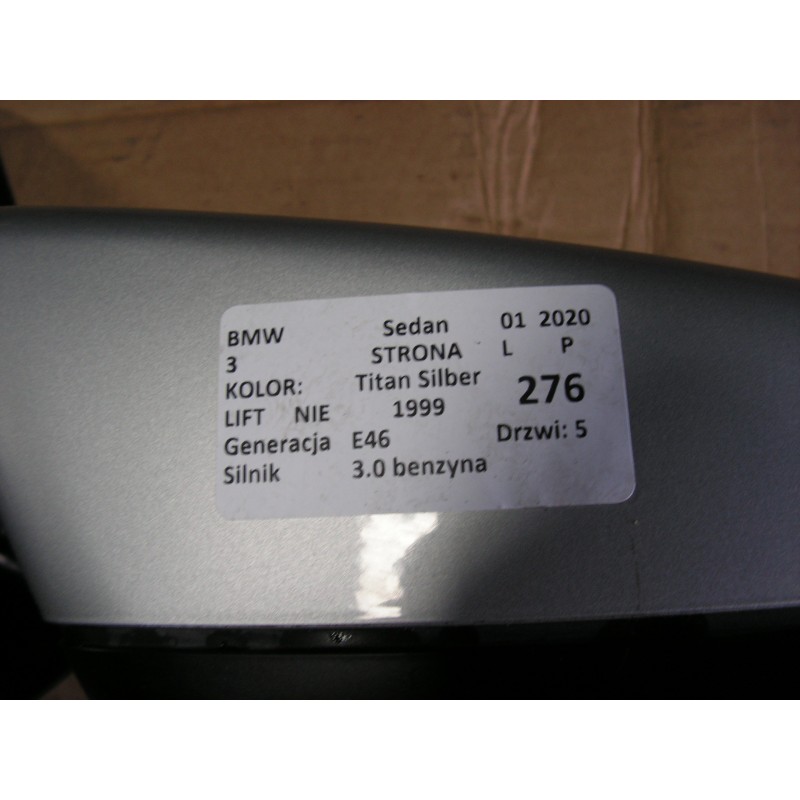 BMW Sedan 01 2020
3 STRONA L P
KOLOR: Titan Silber 276
LIFT NIE 1999
Generacja E46 Drzwi: 5
Silnik 3.0 benzyna